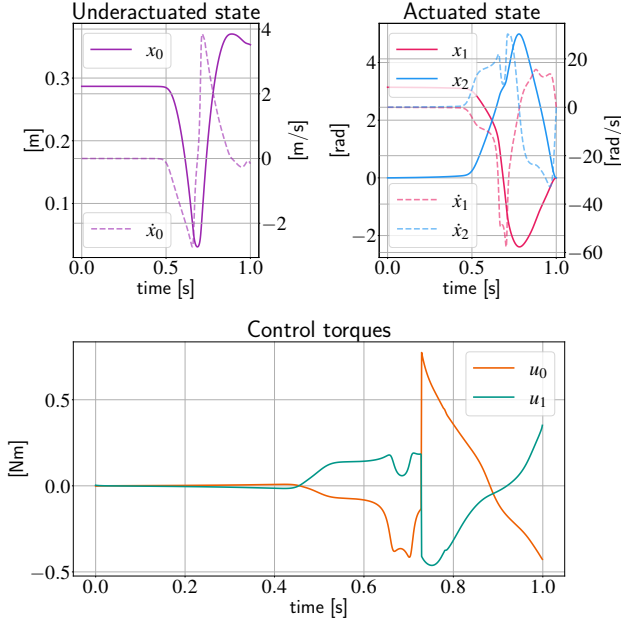 Underactuated state
x₀
ẋ₀
0.3
0.2
0.1
[m]
4
2
0
−2
[m/s]
0.0
0.5
1.0
time [s]
Actuated state
x₁
x₂
ẋ₁
ẋ₂
4
2
0
−2
[rad]
20
0
−20
−40
−60
[rad/s]
0.0
0.5
1.0
time [s]
Control torques
u₀
u₁
0.5
0.0
−0.5
[Nm]
0.0
0.2
0.4
0.6
0.8
1.0
time [s]